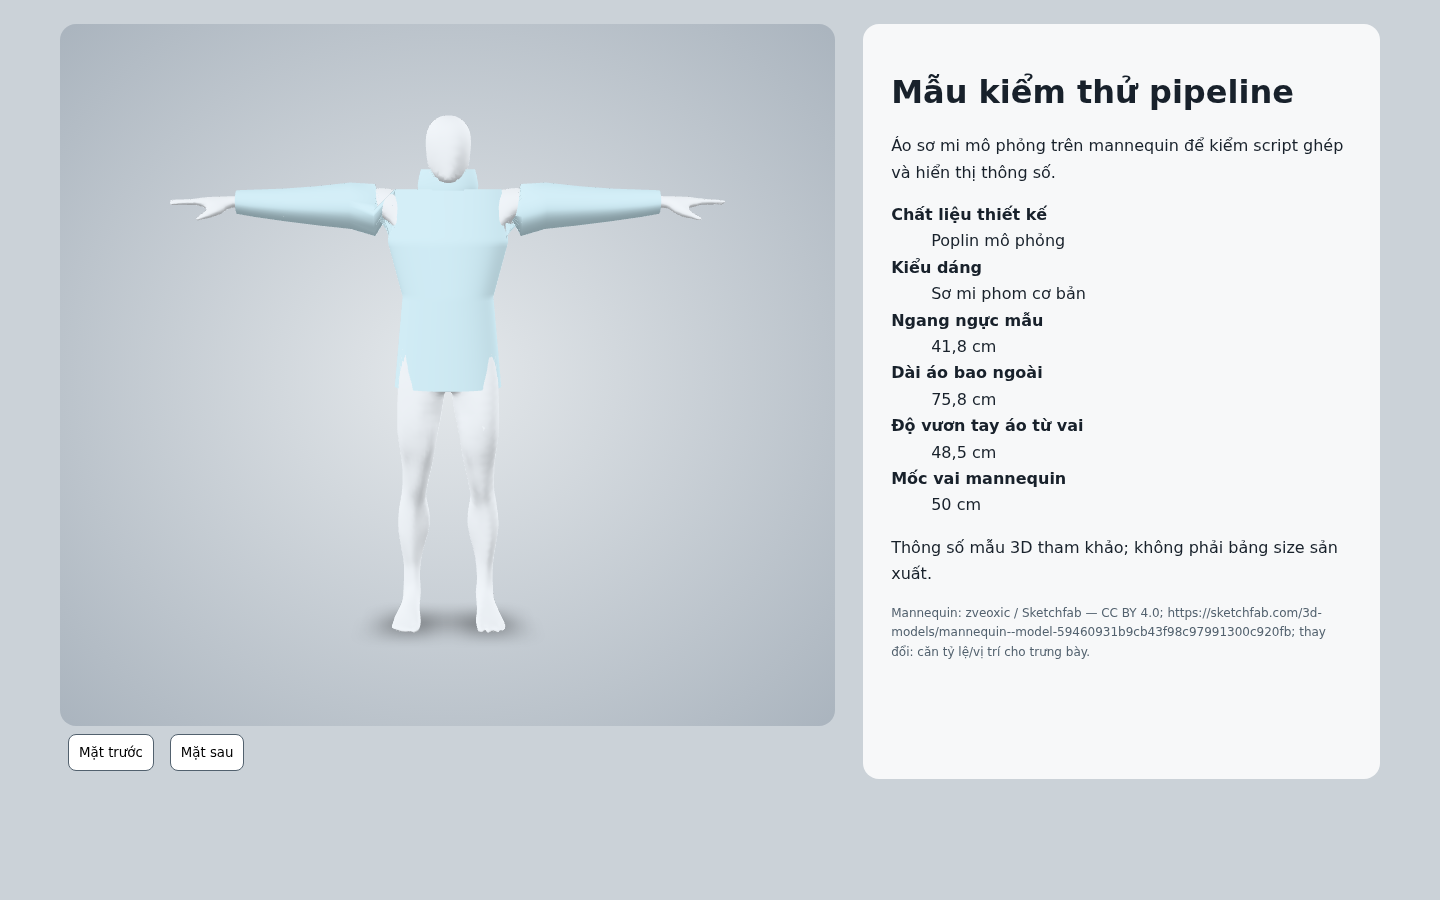 Mẫu kiểm thử pipeline
Áo sơ mi mô phỏng trên mannequin để kiểm script ghép
và hiển thị thông số.
Chất liệu thiết kế
Poplin mô phỏng
Kiểu dáng
Sơ mi phom cơ bản
Ngang ngực mẫu
41,8 cm
Dài áo bao ngoài
75,8 cm
Độ vươn tay áo từ vai
48,5 cm
Mốc vai mannequin
50 cm
Thông số mẫu 3D tham khảo; không phải bảng size sản
xuất.
Mannequin: zveoxic / Sketchfab — CC BY 4.0; https://sketchfab.com/3d-
models/mannequin--model-59460931b9cb43f98c97991300c920fb; thay
đổi: căn tỷ lệ/vị trí cho trưng bày.
Mặt trước
Mặt sau